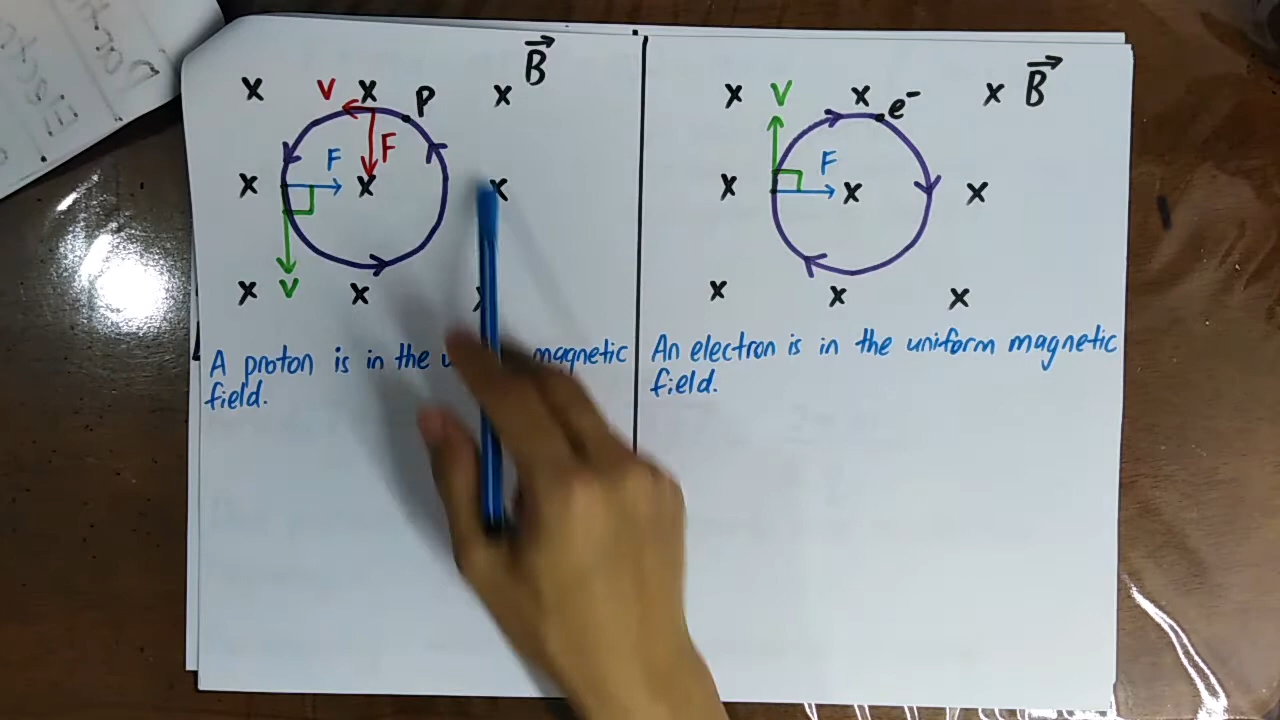 X V X P X B
X F F X X
X V X
A proton is in the magnetic
field.
X V X e⁻ X B
X F X X
X X X
An electron is in the uniform magnetic
field.